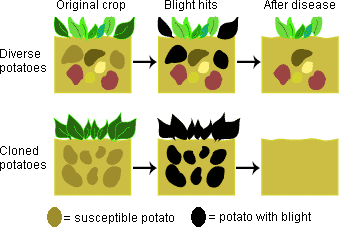 Original crop Blight hits After disease
Diverse
potatoes
Cloned
potatoes
= susceptible potato = potato with blight